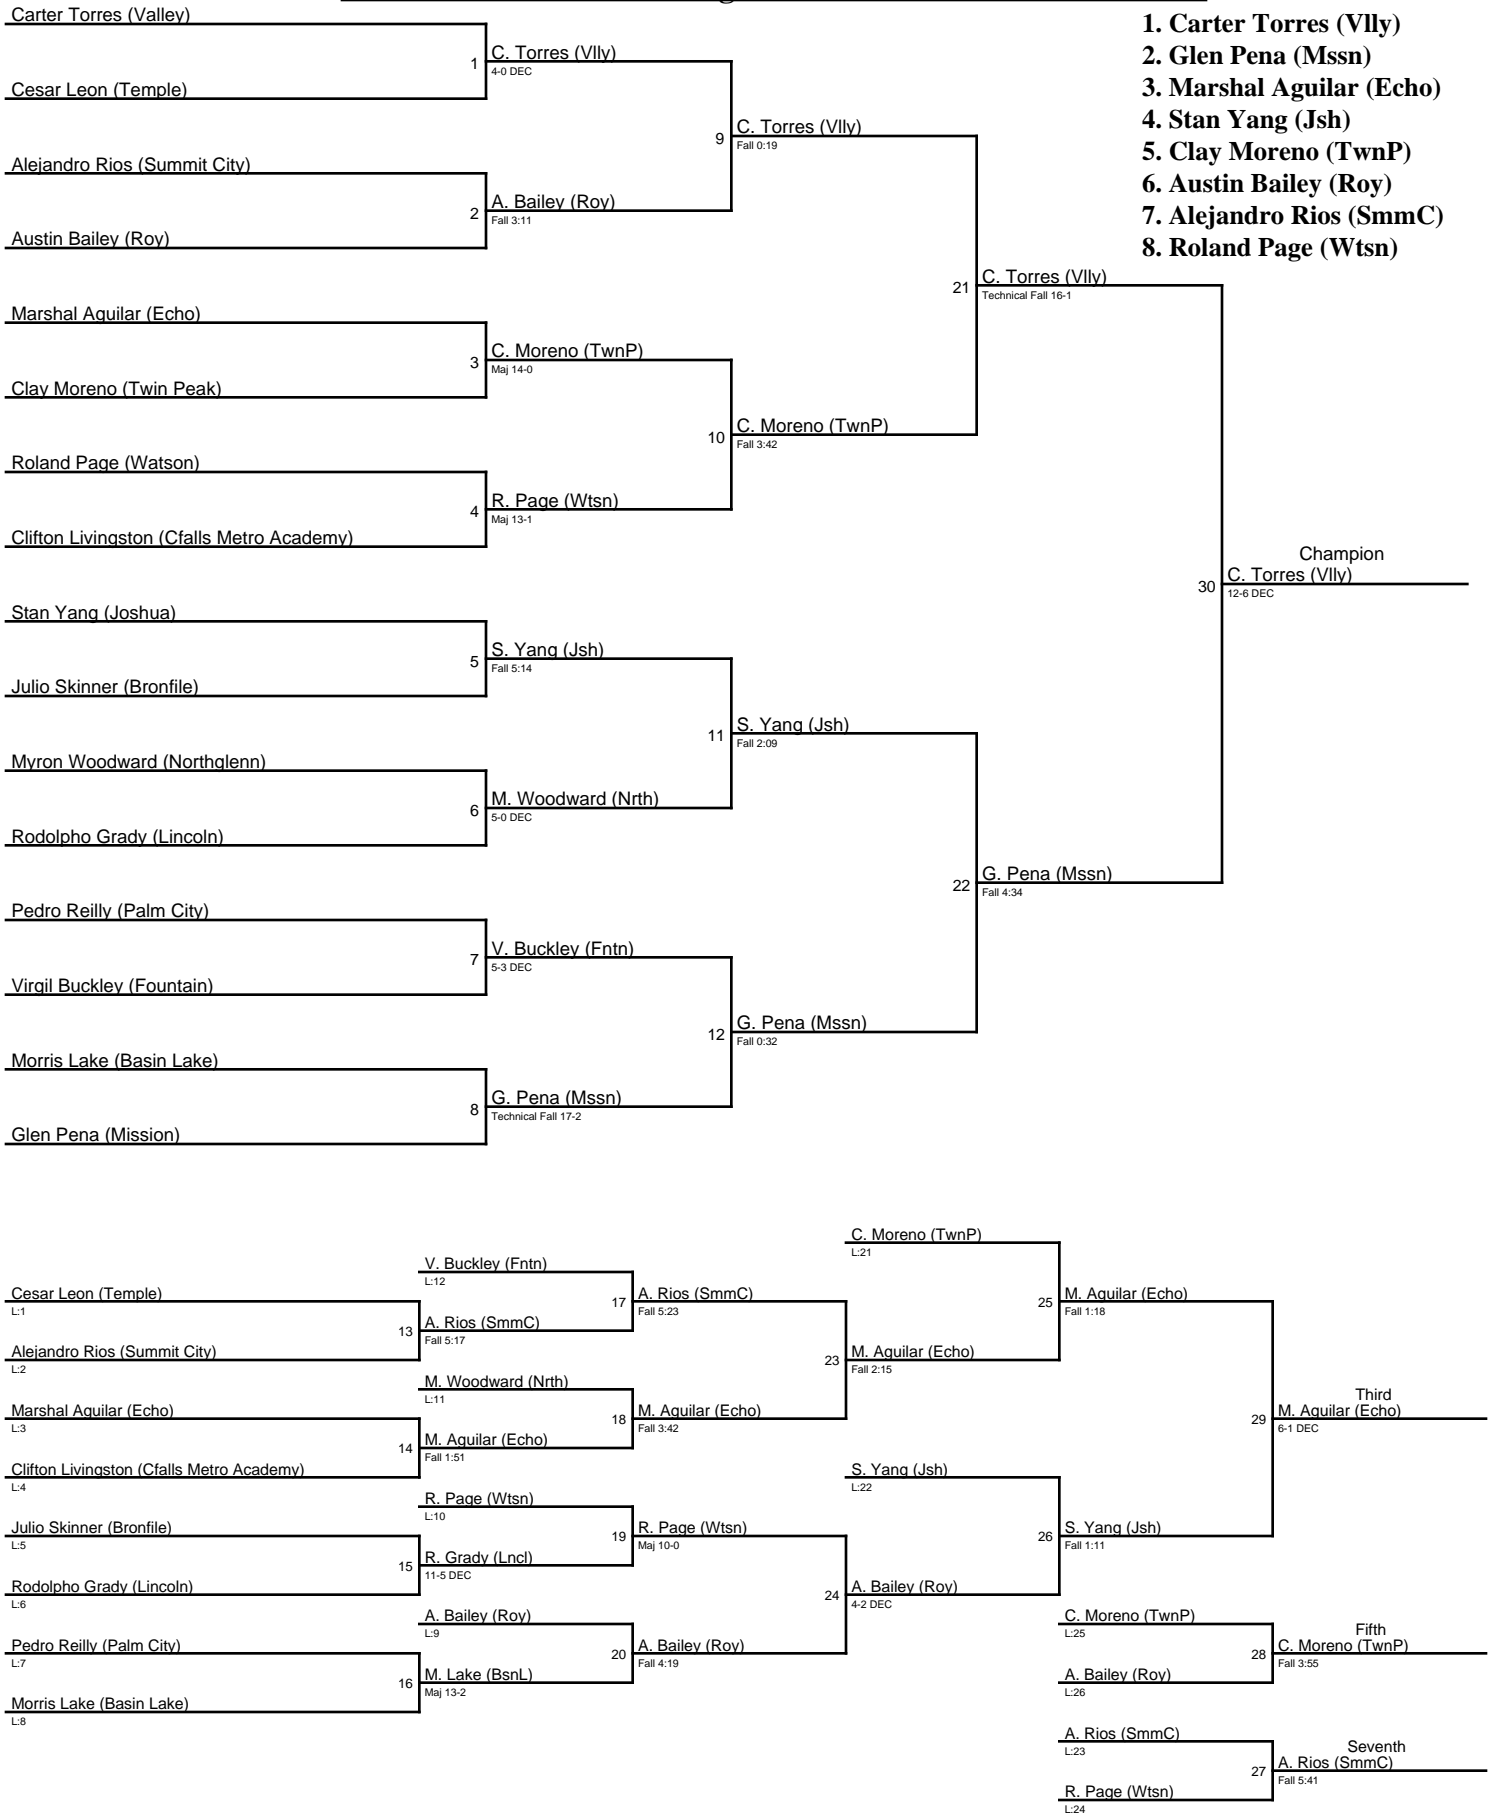 Carter Torres (Valley)
Cesar Leon (Temple)
Alejandro Rios (Summit City)
Austin Bailey (Roy)
Marshal Aguilar (Echo)
Clay Moreno (Twin Peak)
Roland Page (Watson)
Clifton Livingston (Cfalls Metro Academy)
Stan Yang (Joshua)
Julio Skinner (Bronfile)
Myron Woodward (Northglenn)
Rodolpho Grady (Lincoln)
Pedro Reilly (Palm City)
Virgil Buckley (Fountain)
Morris Lake (Basin Lake)
Glen Pena (Mission)
1
C. Torres (Vlly)
4-0 DEC
2
A. Bailey (Roy)
Fall 3:11
3
C. Moreno (TwnP)
Maj 14-0
4
R. Page (Wtsn)
Maj 13-1
5
S. Yang (Jsh)
Fall 5:14
6
M. Woodward (Nrth)
5-0 DEC
7
V. Buckley (Fntn)
5-3 DEC
8
G. Pena (Mssn)
Technical Fall 17-2
9
C. Torres (Vlly)
Fall 0:19
10
C. Moreno (TwnP)
Fall 3:42
11
S. Yang (Jsh)
Fall 2:09
12
G. Pena (Mssn)
Fall 0:32
21
C. Torres (Vlly)
Technical Fall 16-1
22
G. Pena (Mssn)
Fall 4:34
30
Champion
C. Torres (Vlly)
12-6 DEC
1. Carter Torres (Vlly)
2. Glen Pena (Mssn)
3. Marshal Aguilar (Echo)
4. Stan Yang (Jsh)
5. Clay Moreno (TwnP)
6. Austin Bailey (Roy)
7. Alejandro Rios (SmmC)
8. Roland Page (Wtsn)
Cesar Leon (Temple)
L:1
Alejandro Rios (Summit City)
L:2
Marshal Aguilar (Echo)
L:3
Clifton Livingston (Cfalls Metro Academy)
L:4
Julio Skinner (Bronfile)
L:5
Rodolpho Grady (Lincoln)
L:6
Pedro Reilly (Palm City)
L:7
Morris Lake (Basin Lake)
L:8
V. Buckley (Fntn)
L:12
13
A. Rios (SmmC)
Fall 5:17
M. Woodward (Nrth)
L:11
14
M. Aguilar (Echo)
Fall 1:51
R. Page (Wtsn)
L:10
15
R. Grady (Lncl)
11-5 DEC
A. Bailey (Roy)
L:9
16
M. Lake (BsnL)
Maj 13-2
17
A. Rios (SmmC)
Fall 5:23
18
M. Aguilar (Echo)
Fall 3:42
19
R. Page (Wtsn)
Maj 10-0
20
A. Bailey (Roy)
Fall 4:19
C. Moreno (TwnP)
L:21
23
M. Aguilar (Echo)
Fall 2:15
S. Yang (Jsh)
L:22
24
A. Bailey (Roy)
4-2 DEC
25
M. Aguilar (Echo)
Fall 1:18
26
S. Yang (Jsh)
Fall 1:11
29
Third
M. Aguilar (Echo)
6-1 DEC
C. Moreno (TwnP)
L:25
A. Bailey (Roy)
L:26
28
Fifth
C. Moreno (TwnP)
Fall 3:55
A. Rios (SmmC)
L:23
R. Page (Wtsn)
L:24
27
Seventh
A. Rios (SmmC)
Fall 5:41